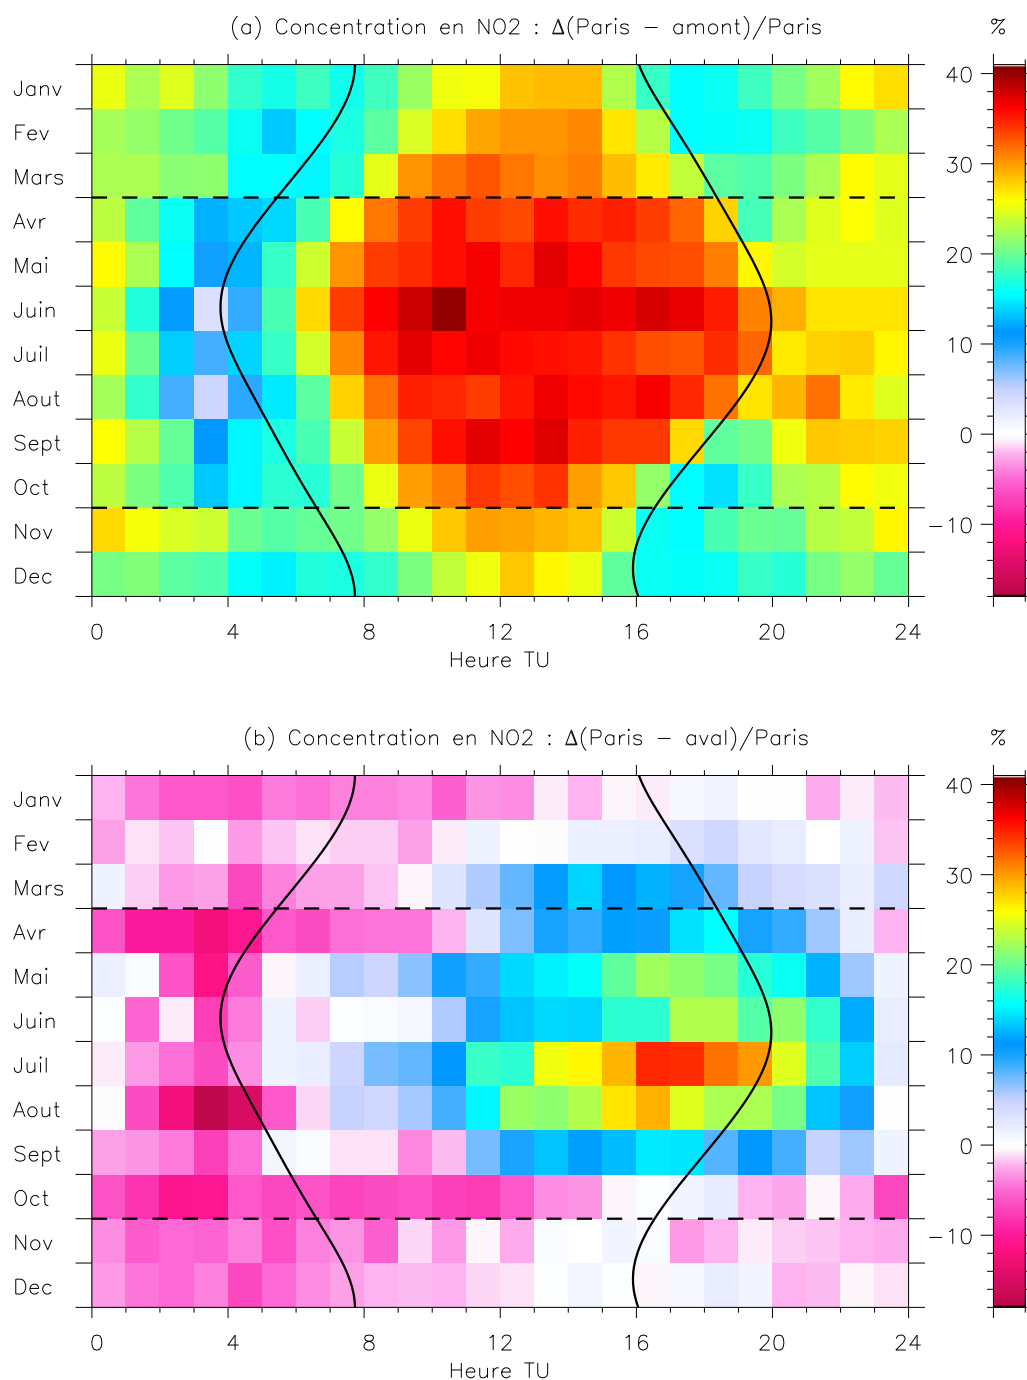 (a) Concentration en NO2 : Δ(Paris − amont)/Paris
%
Janv
Fev
Mars
Avr
Mai
Juin
Juil
Aout
Sept
Oct
Nov
Dec
40
30
20
10
0
−10
0 4 8 12 16 20 24
Heure TU
(b) Concentration en NO2 : Δ(Paris − aval)/Paris
%
Janv
Fev
Mars
Avr
Mai
Juin
Juil
Aout
Sept
Oct
Nov
Dec
40
30
20
10
0
−10
0 4 8 12 16 20 24
Heure TU